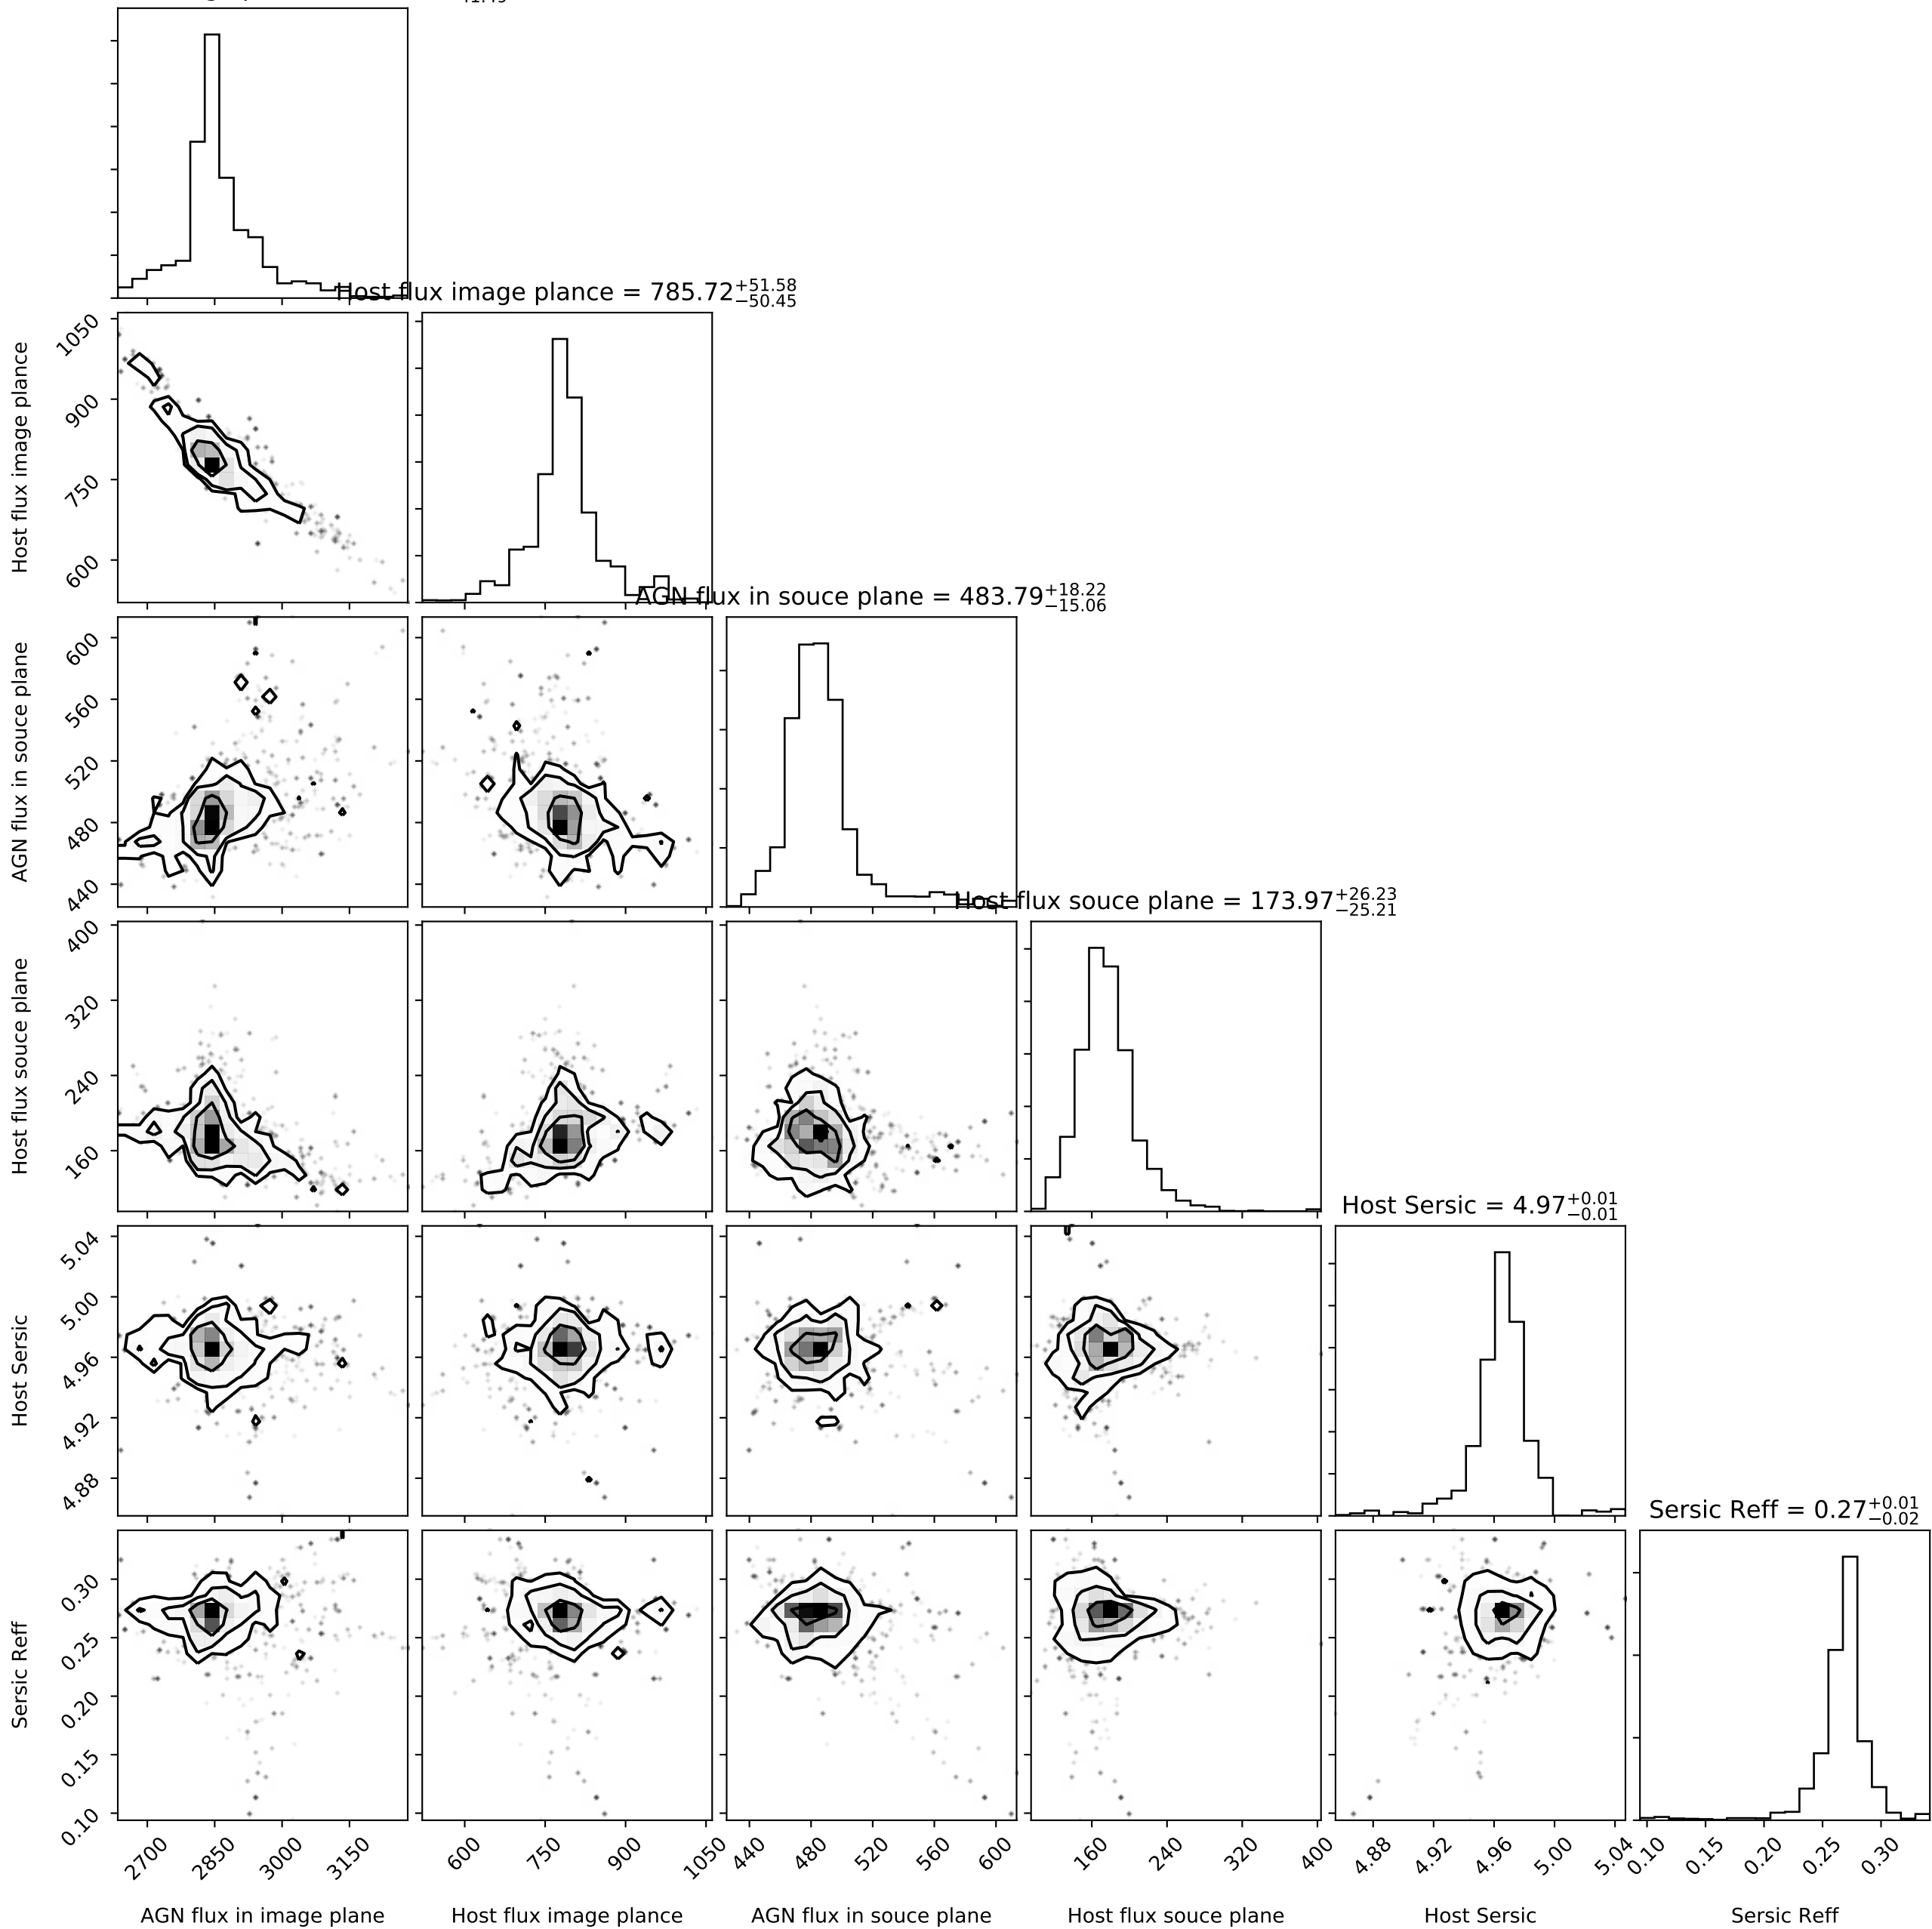 Host flux image plance = 785.72 +51.58 −50.45
1050
900
750
600
Host flux image plance
AGN flux in souce plane = 483.79 +18.22 −15.06
600
560
520
480
440
AGN flux in souce plane
Host flux souce plane = 173.97 +26.23 −25.21
400
320
240
160
Host flux souce plane
Host Sersic = 4.97 +0.01 −0.01
5.04
5.00
4.96
4.92
4.88
Host Sersic
Sersic Reff = 0.27 +0.01 −0.02
0.30
0.25
0.20
0.15
0.10
Sersic Reff
2700 2850 3000 3150 600 750 900 1050 440 480 520 560 600 160 240 320 400 4.88 4.92 4.96 5.00 5.04 0.10 0.15 0.20 0.25 0.30
AGN flux in image plane Host flux image plance AGN flux in souce plane Host flux souce plane Host Sersic Sersic Reff